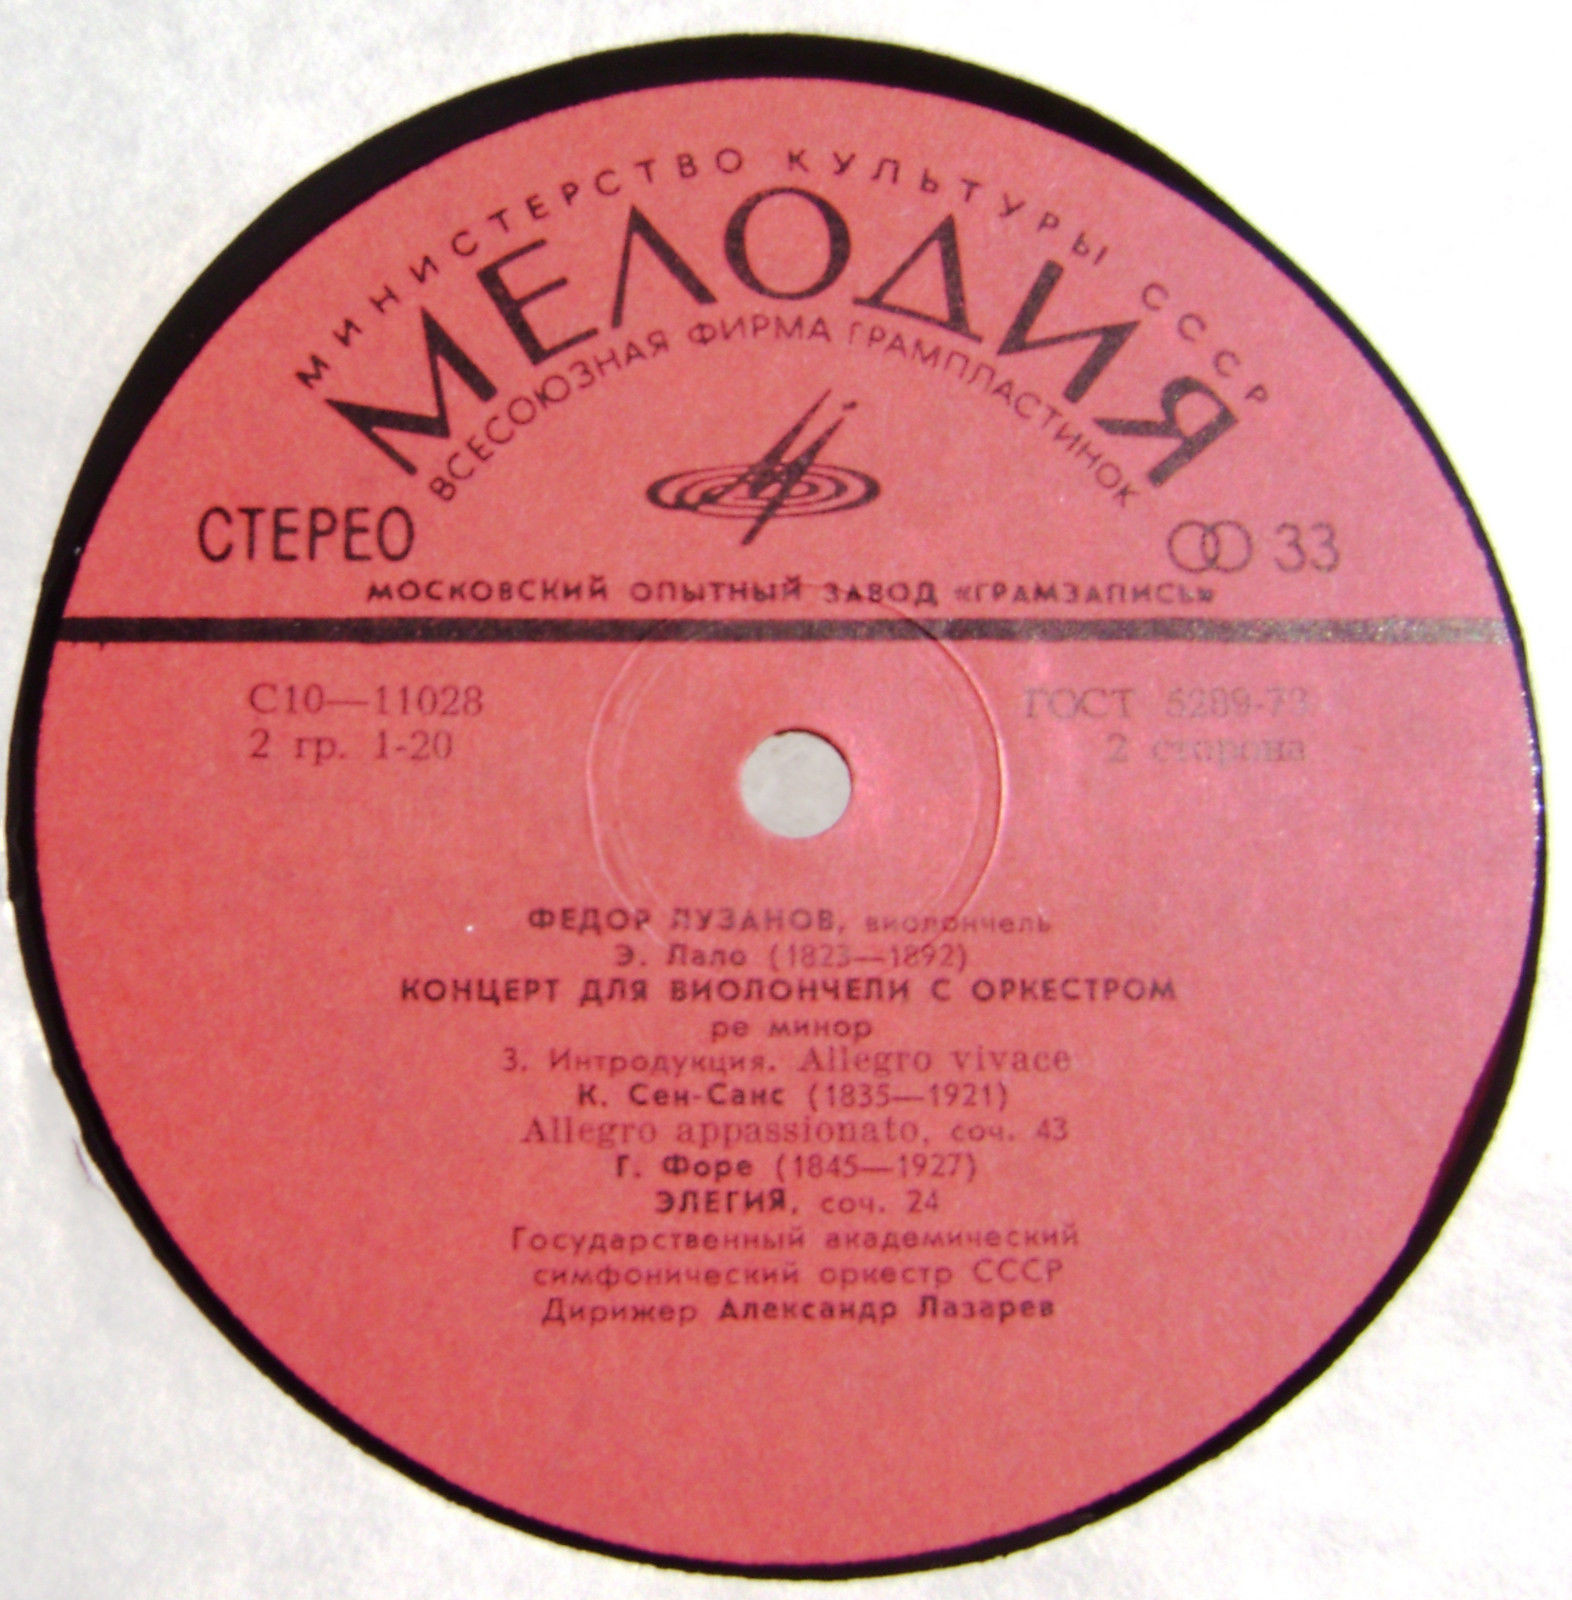 МИНИСТЕРСТВО КУЛЬТУРЫ СССР
МЕЛОДИЯ
ВСЕСОЮЗНАЯ ФИРМА ГРАМПЛАСТИНОК
СТЕРЕО
33
МОСКОВСКИЙ ОПЫТНЫЙ ЗАВОД «ГРАМЗАПИСЬ»
С10—11028
ГОСТ 5289-73
2 гр. 1-20
2 сторона
ФЕДОР ЛУЗАНОВ, виолончель
Э. Лало (1823—1892)
КОНЦЕРТ ДЛЯ ВИОЛОНЧЕЛИ С ОРКЕСТРОМ
ре минор
3. Интродукция. Allegro vivace
К. Сен-Санс (1835—1921)
Allegro appassionato, соч. 43
Г. Форе (1845—1927)
ЭЛЕГИЯ, соч. 24
Государственный академический
симфонический оркестр СССР
Дирижер Александр Лазарев